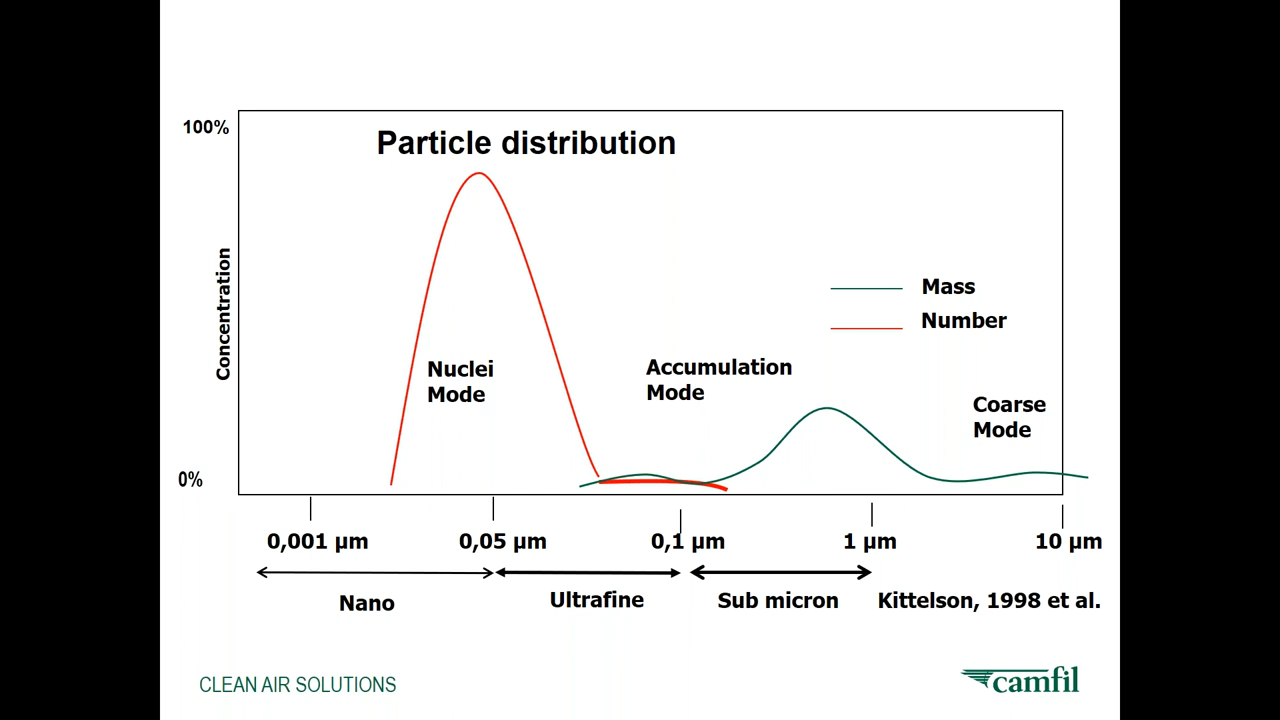 100%
Particle distribution
Concentration
Mass
Number
Nuclei
Mode
Accumulation
Mode
Coarse
Mode
0%
0,001 µm
0,05 µm
0,1 µm
1 µm
10 µm
Nano
Ultrafine
Sub micron
Kittelson, 1998 et al.
CLEAN AIR SOLUTIONS
camfil